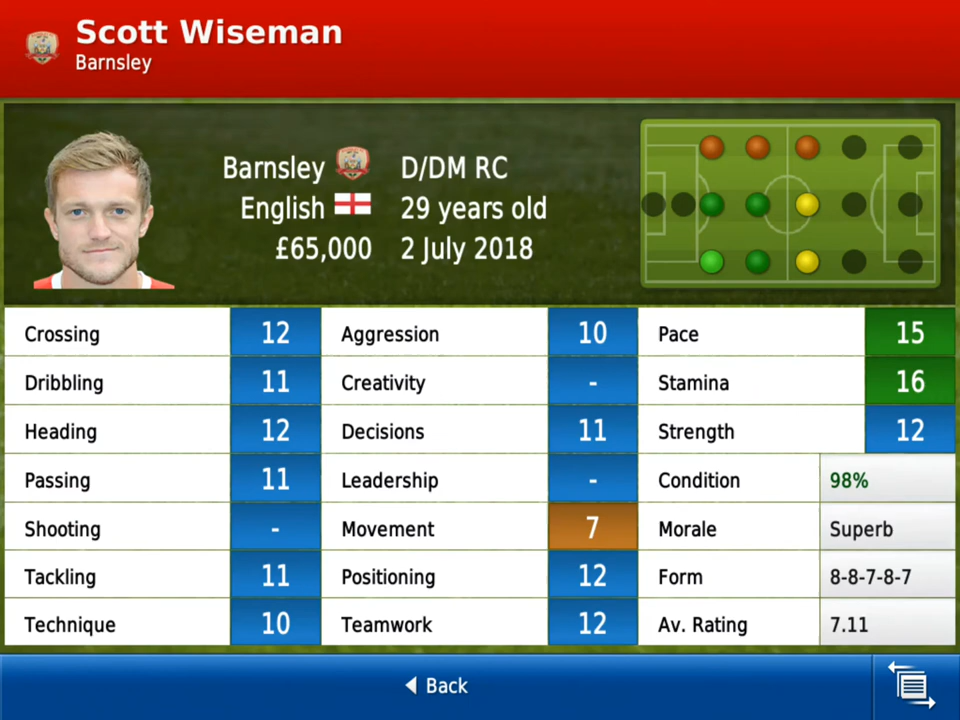 Scott Wiseman
Barnsley
Barnsley D/DM RC
English 29 years old
£65,000 2 July 2018
Crossing 12 Aggression 10 Pace 15
Dribbling 11 Creativity - Stamina 16
Heading 12 Decisions 11 Strength 12
Passing 11 Leadership - Condition 98%
Shooting - Movement 7 Morale Superb
Tackling 11 Positioning 12 Form 8-8-7-8-7
Technique 10 Teamwork 12 Av. Rating 7.11
Back